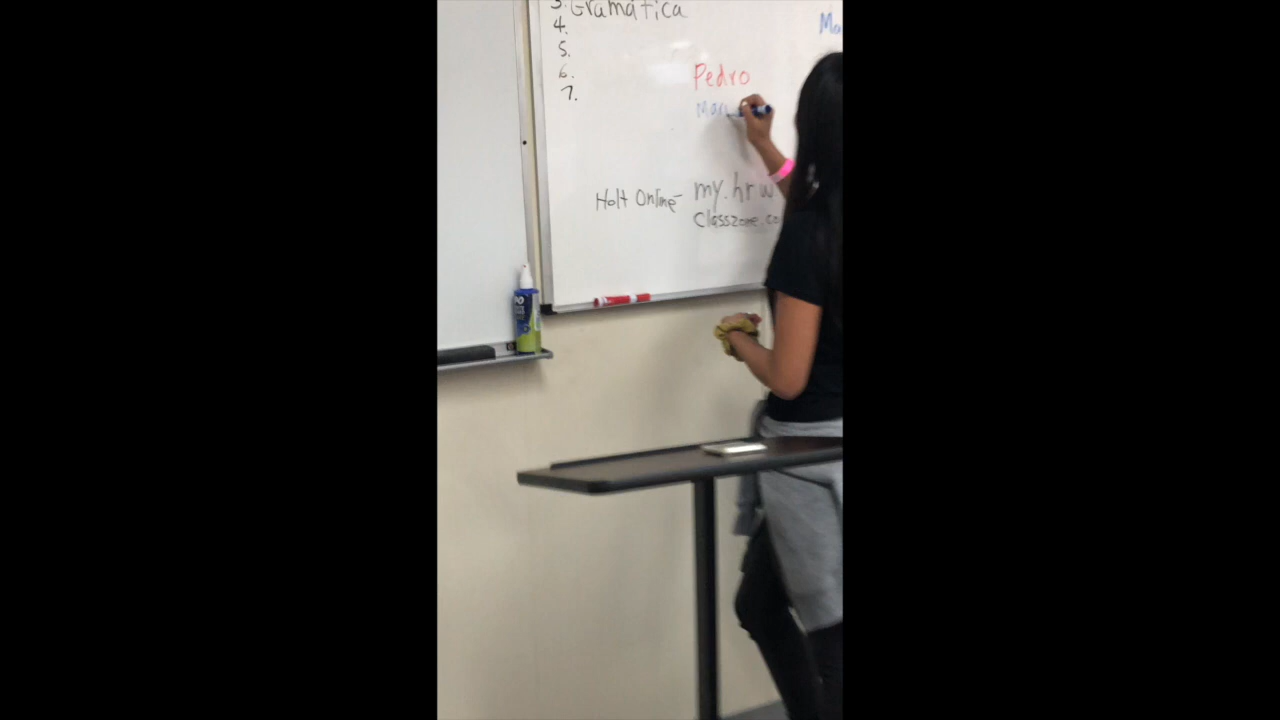 3. Gramática
4.
5.
6.
7.
Pedro
Holt Online - my.hrw
Classzone.co